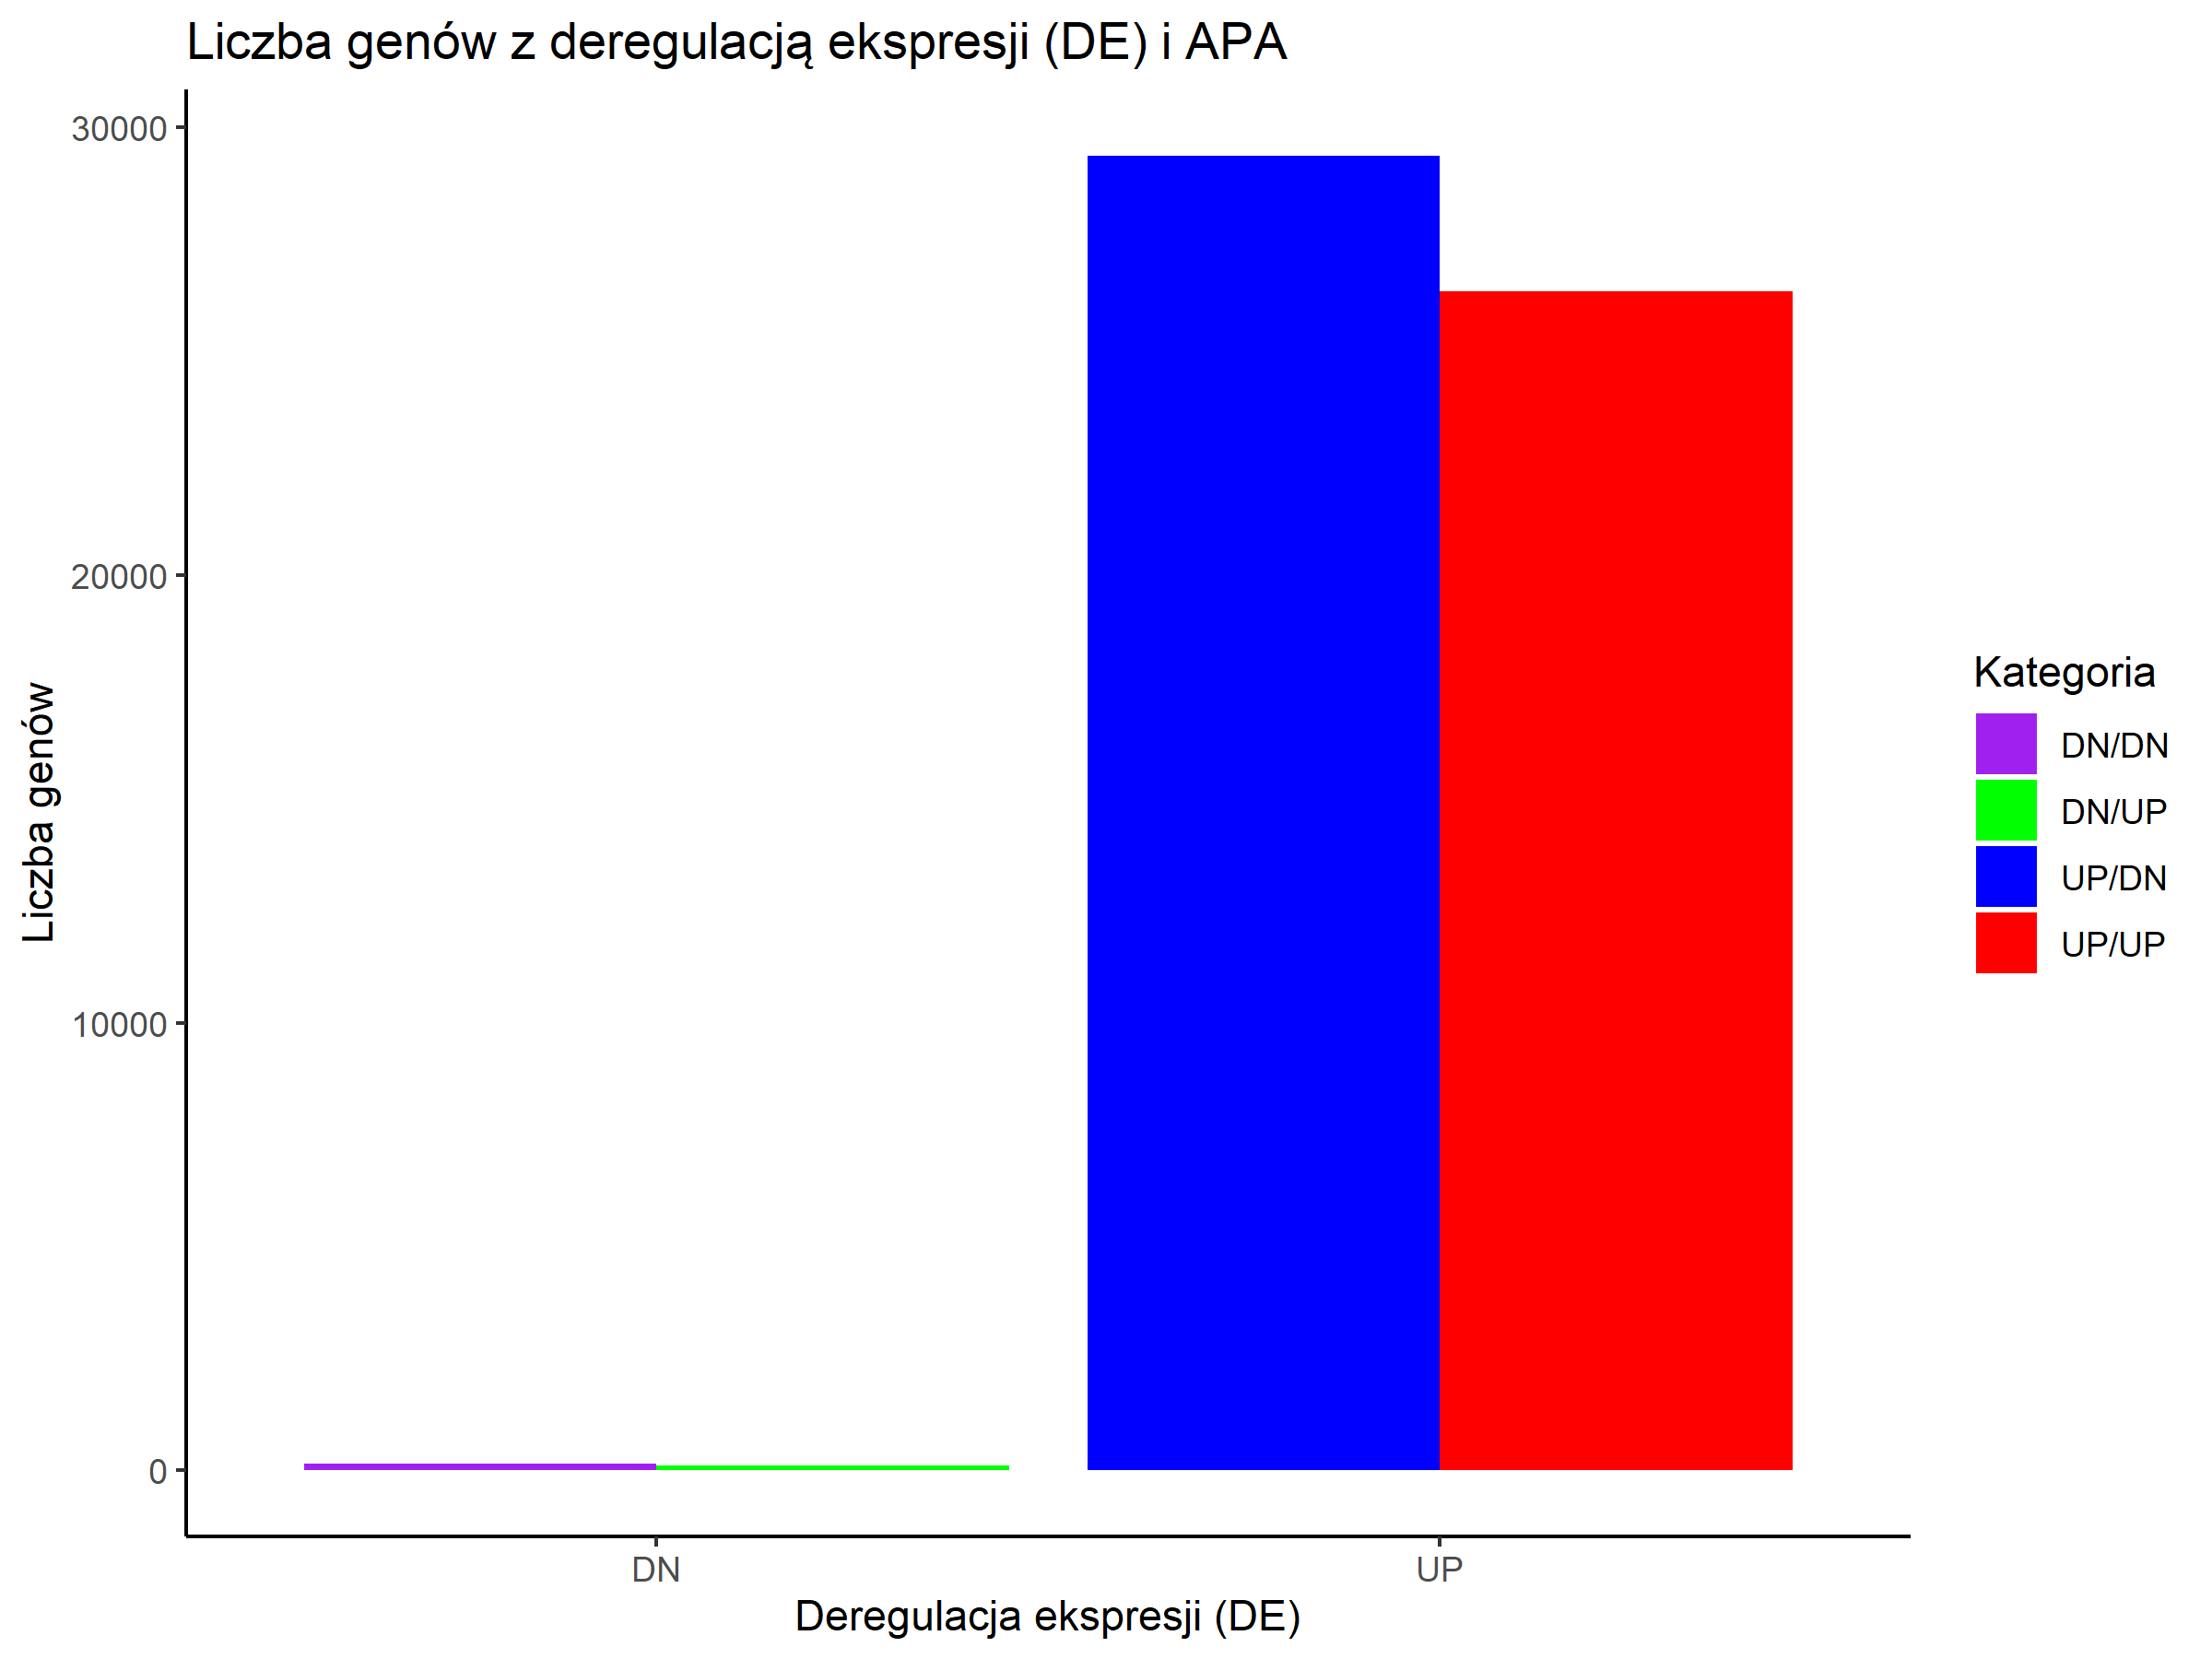 Liczba genów z deregulacją ekspresji (DE) i APA
30000
20000
10000
0
Liczba genów
DN
UP
Deregulacja ekspresji (DE)
Kategoria
DN/DN
DN/UP
UP/DN
UP/UP